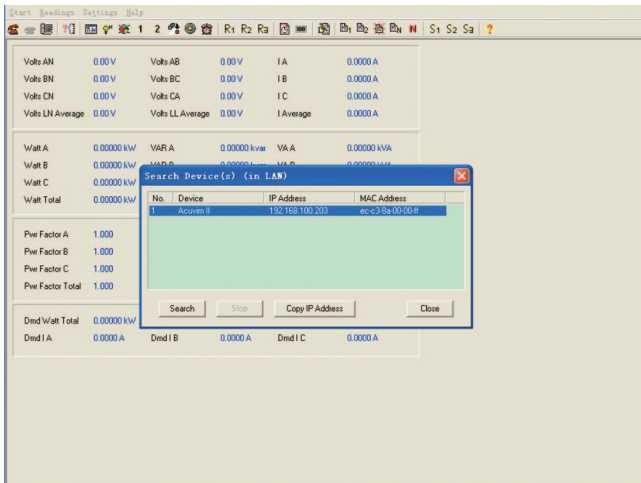 Start Readings Settings Help
1 2 R1 R2 Ra N S1 S2 Sa ?
Volts AN 0.00 V Volts AB 0.00 V I A 0.0000 A
Volts BN 0.00 V Volts BC 0.00 V I B 0.0000 A
Volts CN 0.00 V Volts CA 0.00 V I C 0.0000 A
Volts LN Average 0.00 V Volts LL Average 0.00 V I Average 0.0000 A
Watt A 0.00000 kW VAR A 0.00000 kvar VA A 0.00000 kVA
Watt B 0.00000 kW
Watt C 0.00000 kW
Watt Total 0.00000 kW
Search Device(s) (in LAN)
No. Device IP Address MAC Address
1 Acuvim II 192.168.100.203 ec-c3-8a-00-00-ff
Search Stop Copy IP Address Close
Pwr Factor A 1.000
Pwr Factor B 1.000
Pwr Factor C 1.000
Pwr Factor Total 1.000
Dmd Watt Total 0.00000 kW
Dmd I A 0.0000 A Dmd I B 0.0000 A Dmd I C 0.0000 A